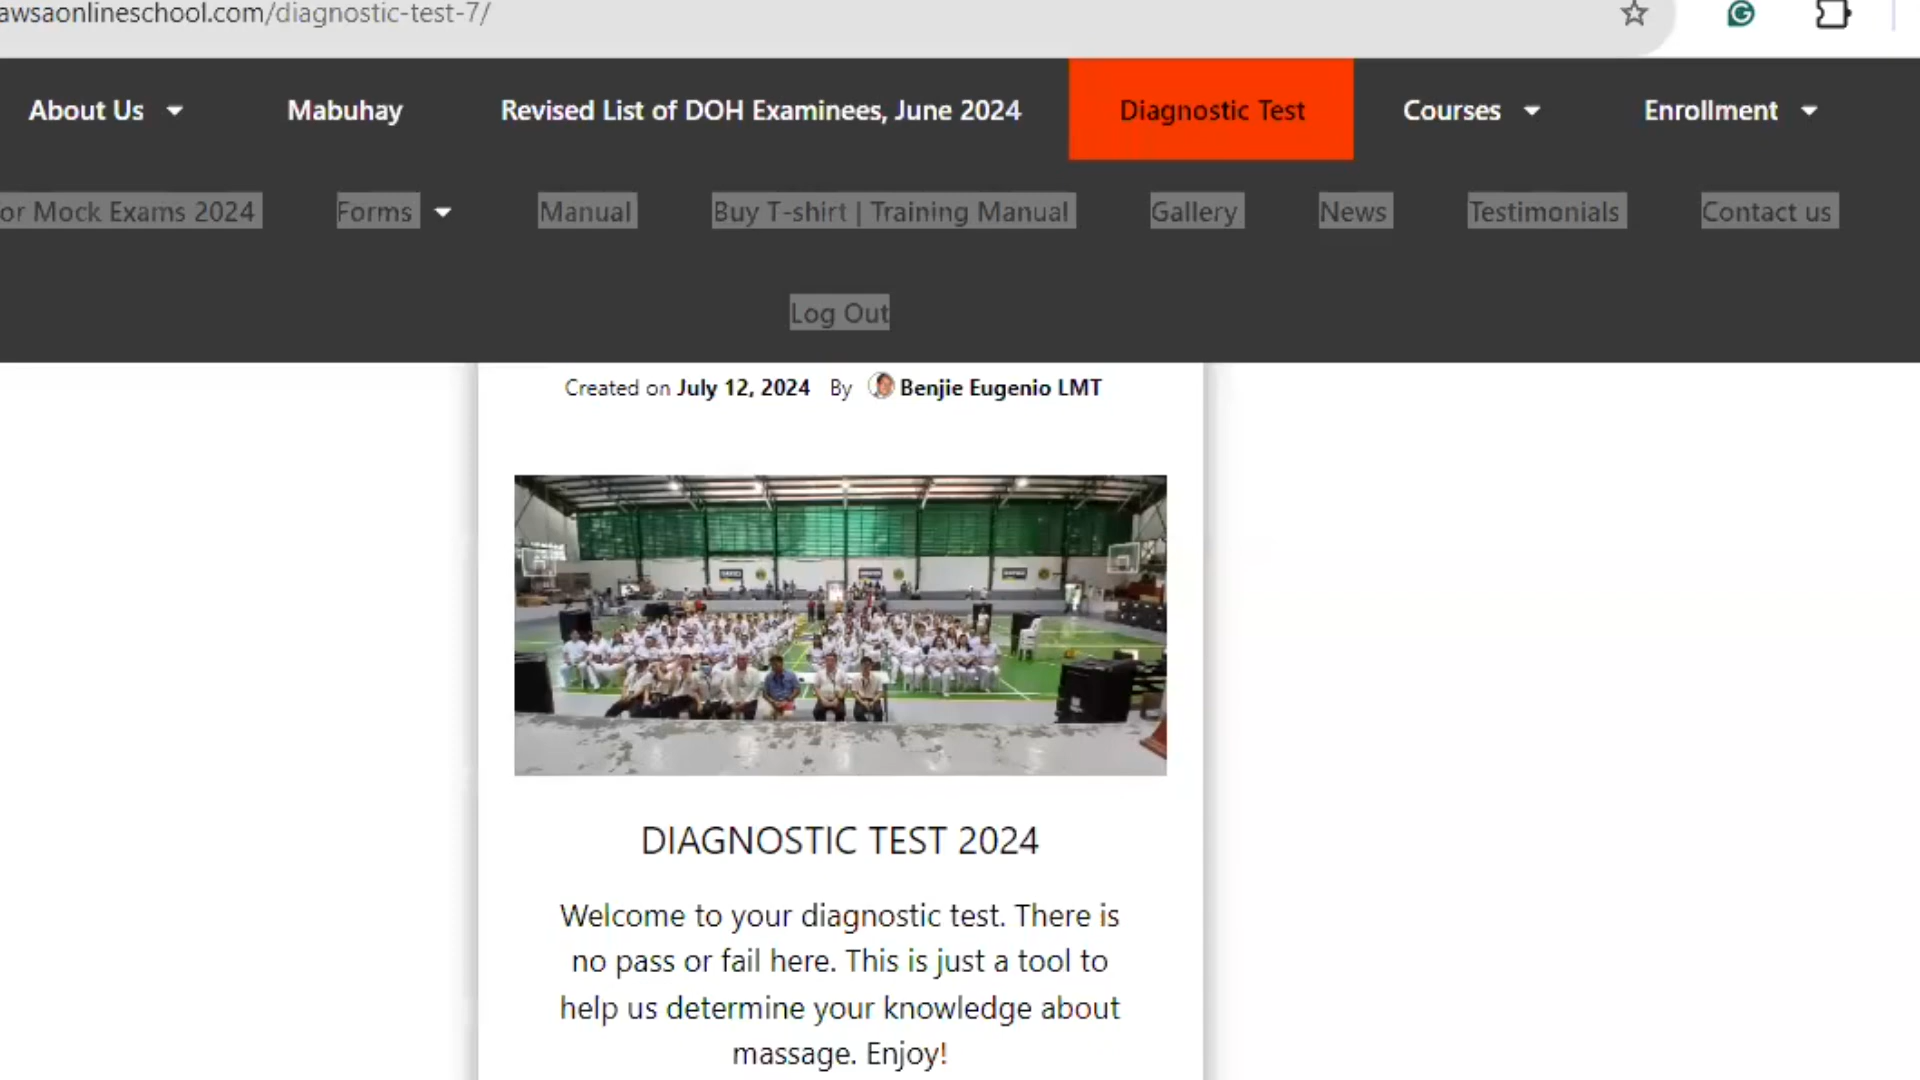 awsaonlineschool.com/diagnostic-test-7/
About Us Mabuhay Revised List of DOH Examinees, June 2024 Diagnostic Test Courses Enrollment
or Mock Exams 2024 Forms Manual Buy T-shirt | Training Manual Gallery News Testimonials Contact us
Log Out
Created on July 12, 2024 By Benjie Eugenio LMT
DIAGNOSTIC TEST 2024
Welcome to your diagnostic test. There is
no pass or fail here. This is just a tool to
help us determine your knowledge about
massage. Enjoy!